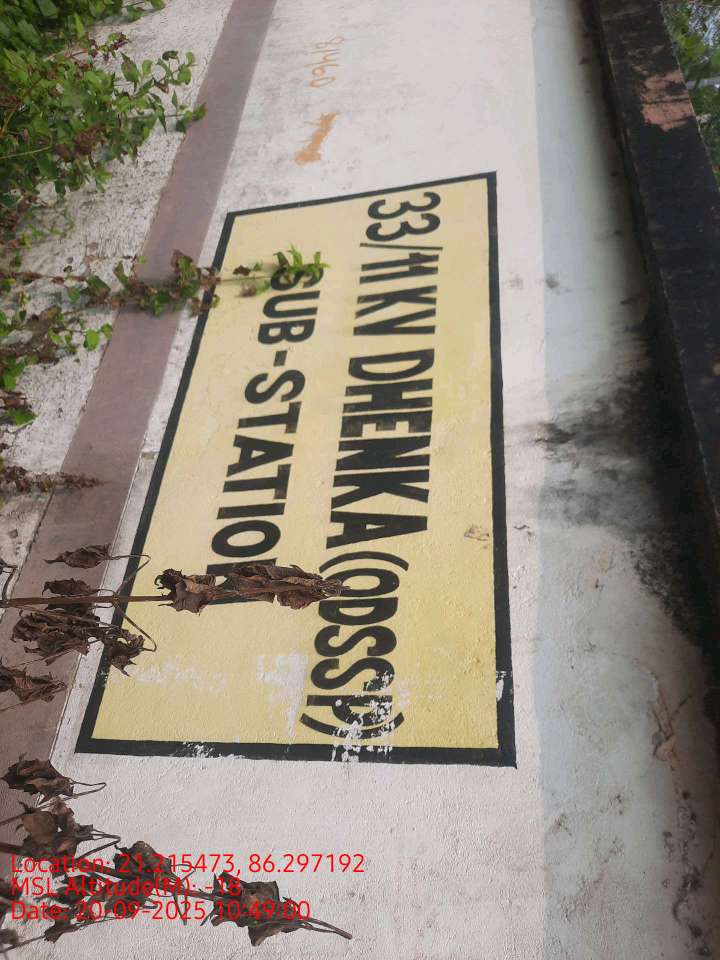 33/11 KV DHENKA(ODSSP)
SUB-STATION
Location: 21.215473, 86.297192
MSL Altitude(M): -18
Date: 20-09-2025 10:49:00